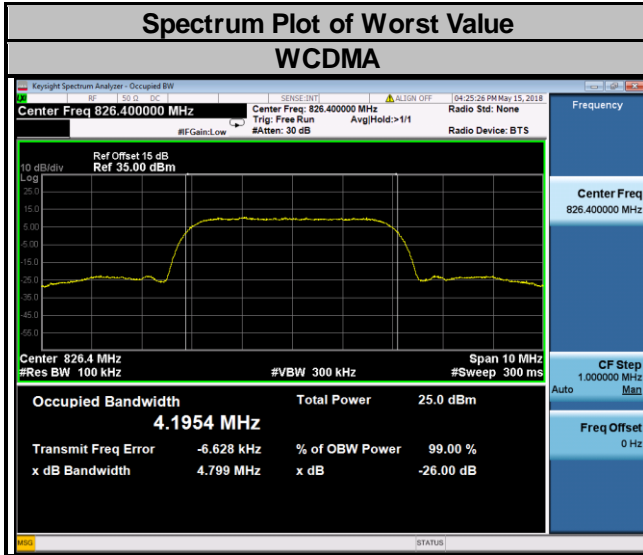 Spectrum Plot of Worst Value
WCDMA
Keysight Spectrum Analyzer - Occupied BW
RF 50 Ω DC SENSE:INT ALIGN OFF 04:25:26 PM May 15, 2018
Center Freq 826.400000 MHz
Center Freq: 826.400000 MHz Radio Std: None
Trig: Free Run Avg|Hold:>1/1
#IFGain:Low #Atten: 30 dB Radio Device: BTS
Ref Offset 15 dB
10 dB/div Ref 35.00 dBm
Log
25.0
15.0
5.00
-5.00
-15.0
-25.0
-35.0
-45.0
-55.0
Center 826.4 MHz Span 10 MHz
#Res BW 100 kHz #VBW 300 kHz #Sweep 300 ms
Occupied Bandwidth Total Power 25.0 dBm
4.1954 MHz
Transmit Freq Error -6.628 kHz % of OBW Power 99.00 %
x dB Bandwidth 4.799 MHz x dB -26.00 dB
MSG STATUS
Frequency
Center Freq
826.400000 MHz
CF Step
1.000000 MHz
Auto Man
Freq Offset
0 Hz